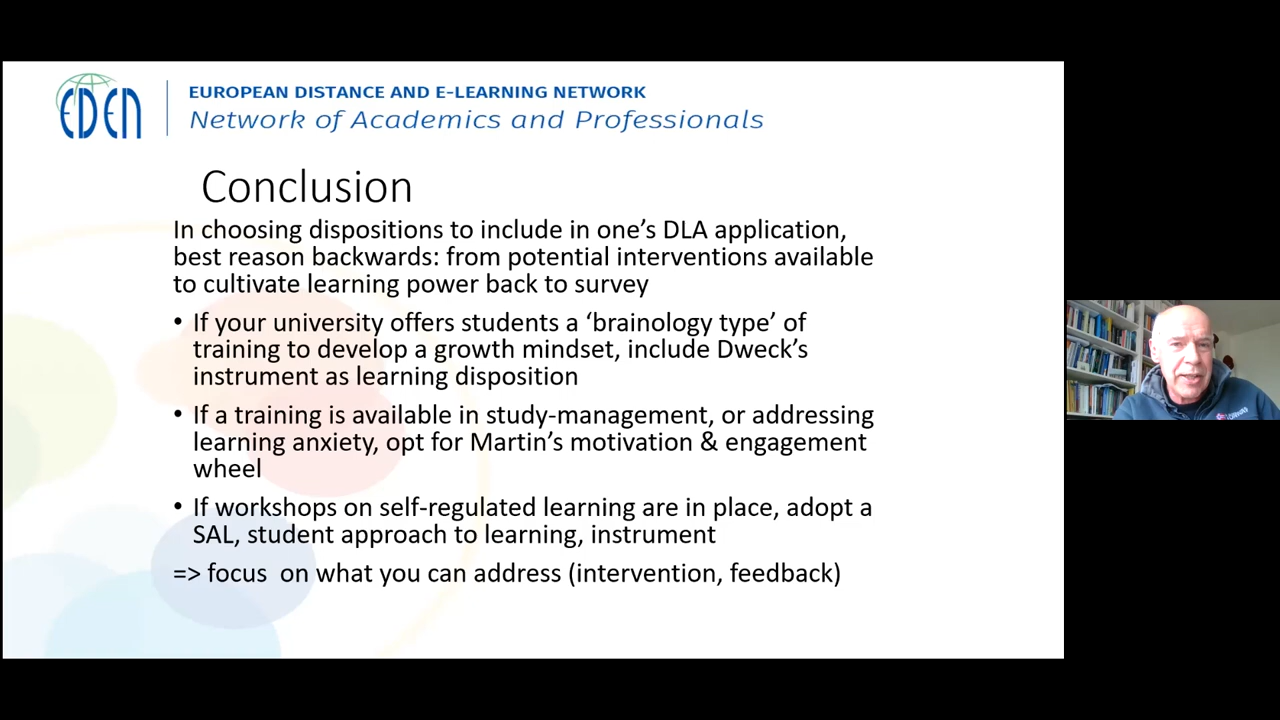 EDEN
EUROPEAN DISTANCE AND E-LEARNING NETWORK
Network of Academics and Professionals
Conclusion
In choosing dispositions to include in one’s DLA application,
best reason backwards: from potential interventions available
to cultivate learning power back to survey
• If your university offers students a ‘brainology type’ of
training to develop a growth mindset, include Dweck’s
instrument as learning disposition
• If a training is available in study-management, or addressing
learning anxiety, opt for Martin’s motivation & engagement
wheel
• If workshops on self-regulated learning are in place, adopt a
SAL, student approach to learning, instrument
=> focus  on what you can address (intervention, feedback)